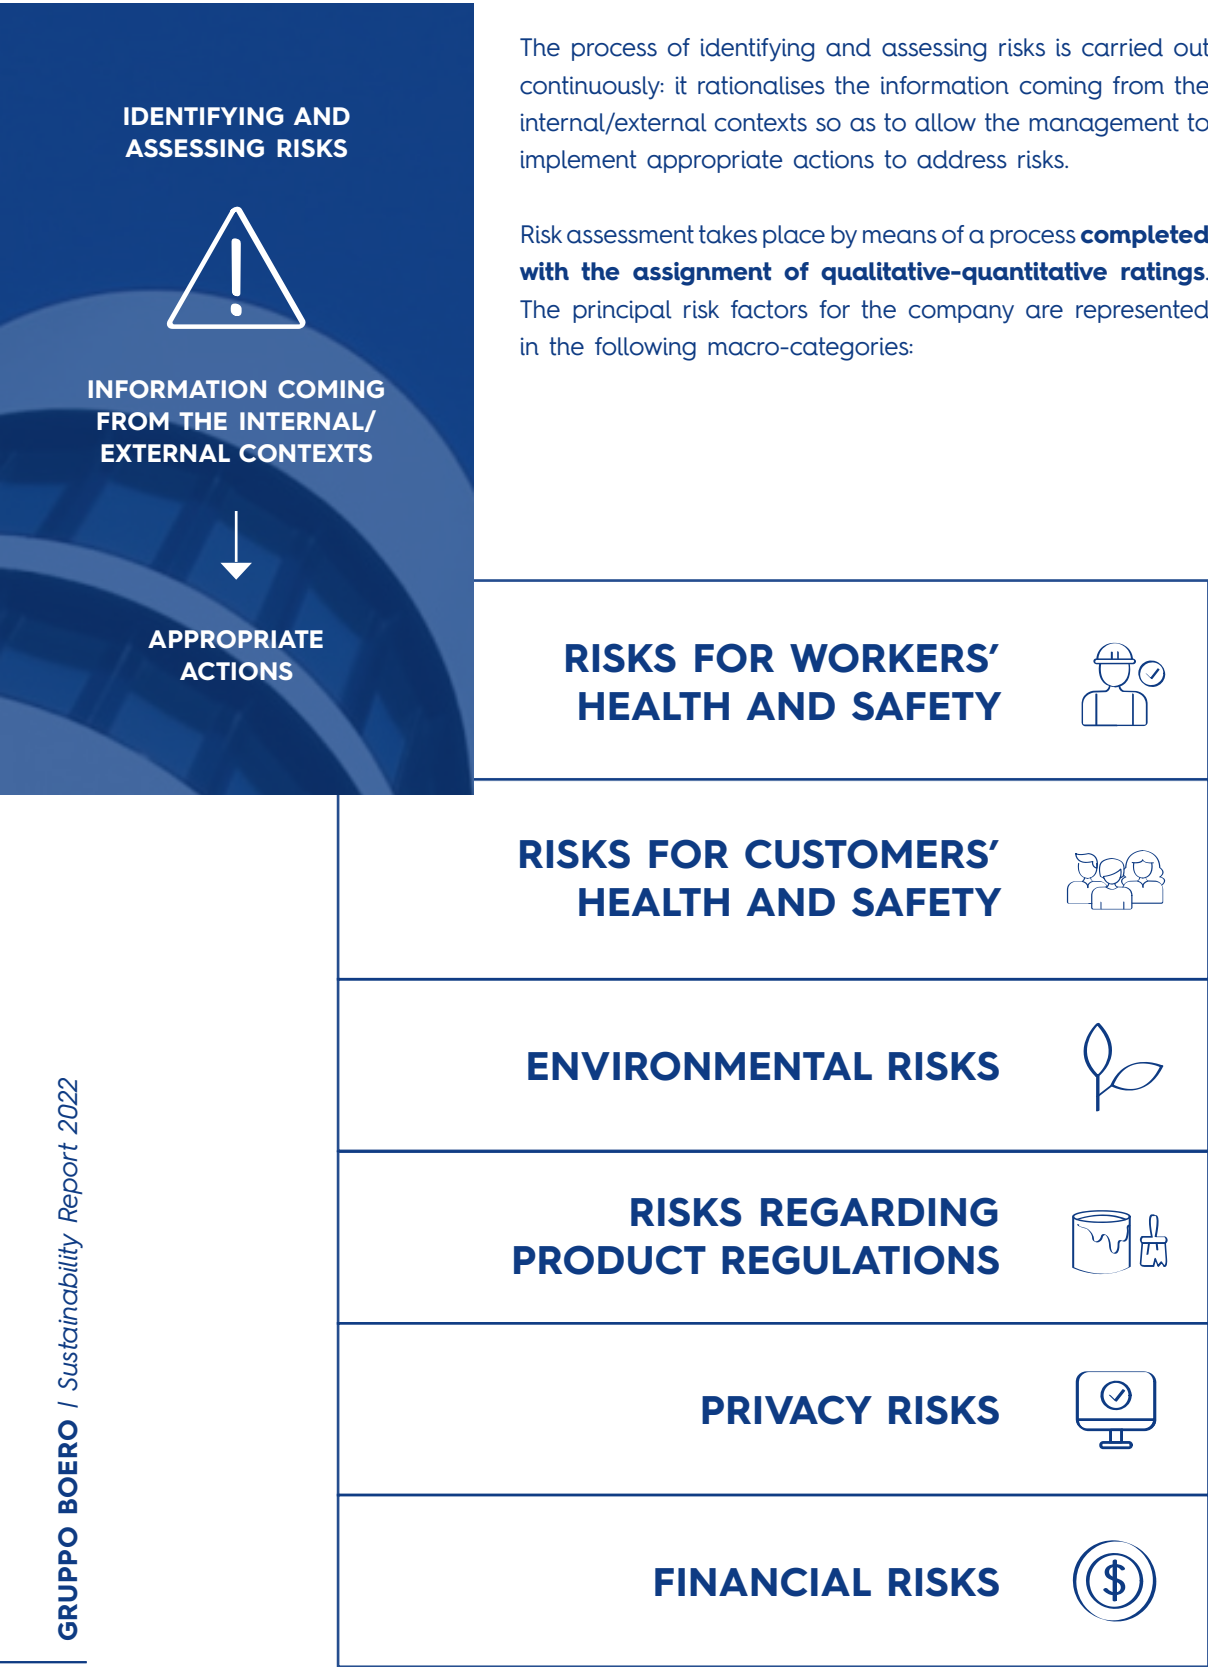 IDENTIFYING AND
ASSESSING RISKS
INFORMATION COMING
FROM THE INTERNAL/
EXTERNAL CONTEXTS
APPROPRIATE
ACTIONS
The process of identifying and assessing risks is carried out
continuously: it rationalises the information coming from the
internal/external contexts so as to allow the management to
implement appropriate actions to address risks.
Risk assessment takes place by means of a process completed
with the assignment of qualitative-quantitative ratings.
The principal risk factors for the company are represented
in the following macro-categories:
RISKS FOR WORKERS’
HEALTH AND SAFETY
RISKS FOR CUSTOMERS’
HEALTH AND SAFETY
ENVIRONMENTAL RISKS
RISKS REGARDING
PRODUCT REGULATIONS
PRIVACY RISKS
FINANCIAL RISKS
$
GRUPPO BOERO / Sustainability Report 2022